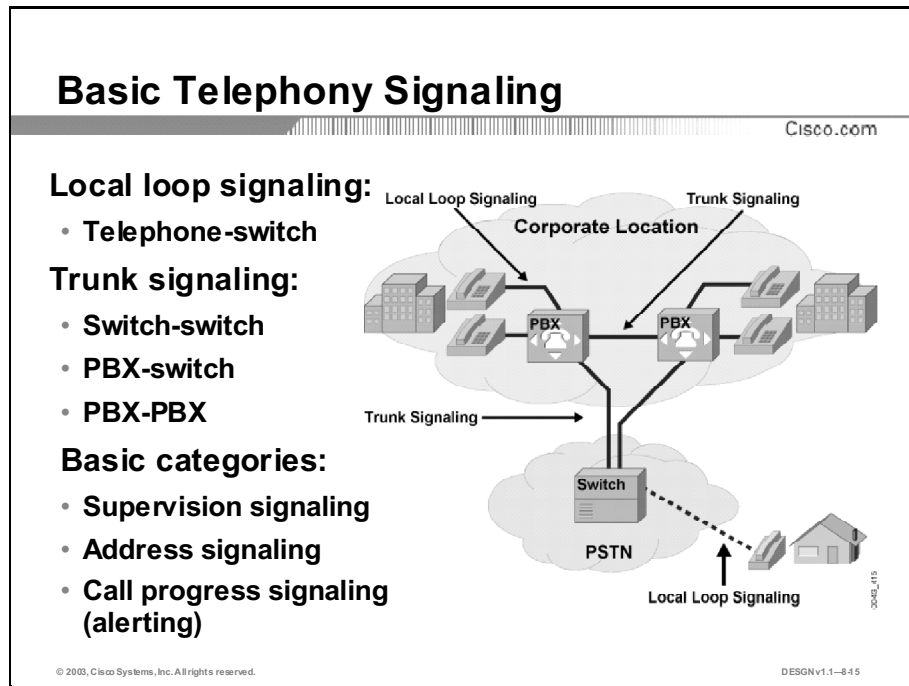 Basic Telephony Signaling
Cisco.com
Local loop signaling:
• Telephone-switch
Trunk signaling:
• Switch-switch
• PBX-switch
• PBX-PBX
Basic categories:
• Supervision signaling
• Address signaling
• Call progress signaling
(alerting)
Local Loop Signaling
Trunk Signaling
Corporate Location
PBX
PBX
Trunk Signaling
Switch
PSTN
Local Loop Signaling
© 2003, Cisco Systems, Inc. All rights reserved.
DESGN v1.1—8-15